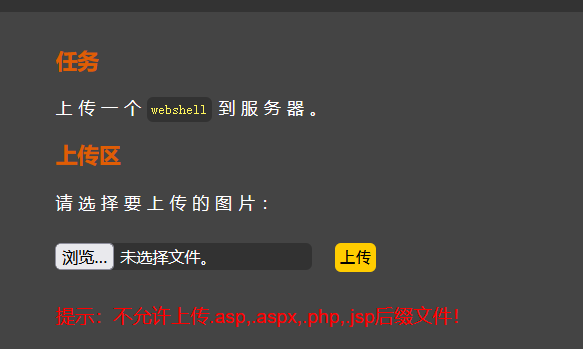 任务
上传一个 webshell 到服务器。
上传区
请选择要上传的图片：
浏览... 未选择文件。 上传
提示：不允许上传.asp,.aspx,.php,.jsp后缀文件！